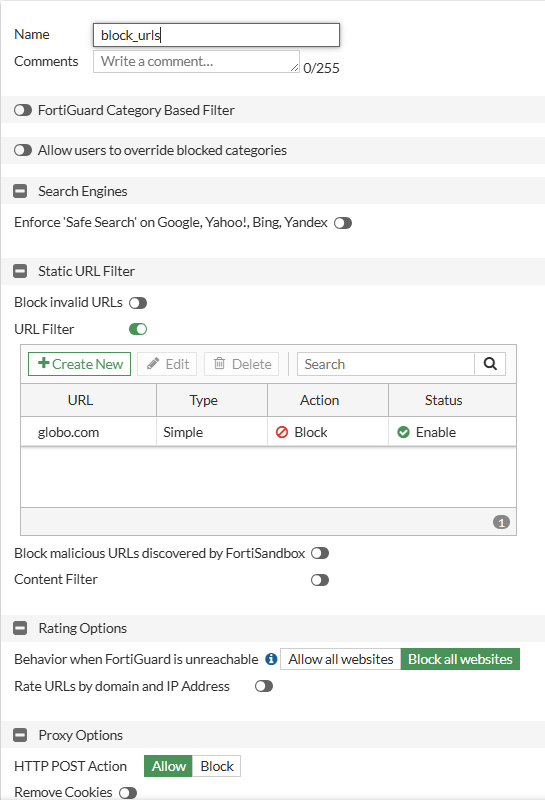 Name block_urls
Comments Write a comment... 0/255
FortiGuard Category Based Filter
Allow users to override blocked categories
Search Engines
Enforce 'Safe Search' on Google, Yahoo!, Bing, Yandex
Static URL Filter
Block invalid URLs
URL Filter
Create New Edit Delete Search
URL Type Action Status
globo.com Simple Block Enable
1
Block malicious URLs discovered by FortiSandbox
Content Filter
Rating Options
Behavior when FortiGuard is unreachable Allow all websites Block all websites
Rate URLs by domain and IP Address
Proxy Options
HTTP POST Action Allow Block
Remove Cookies